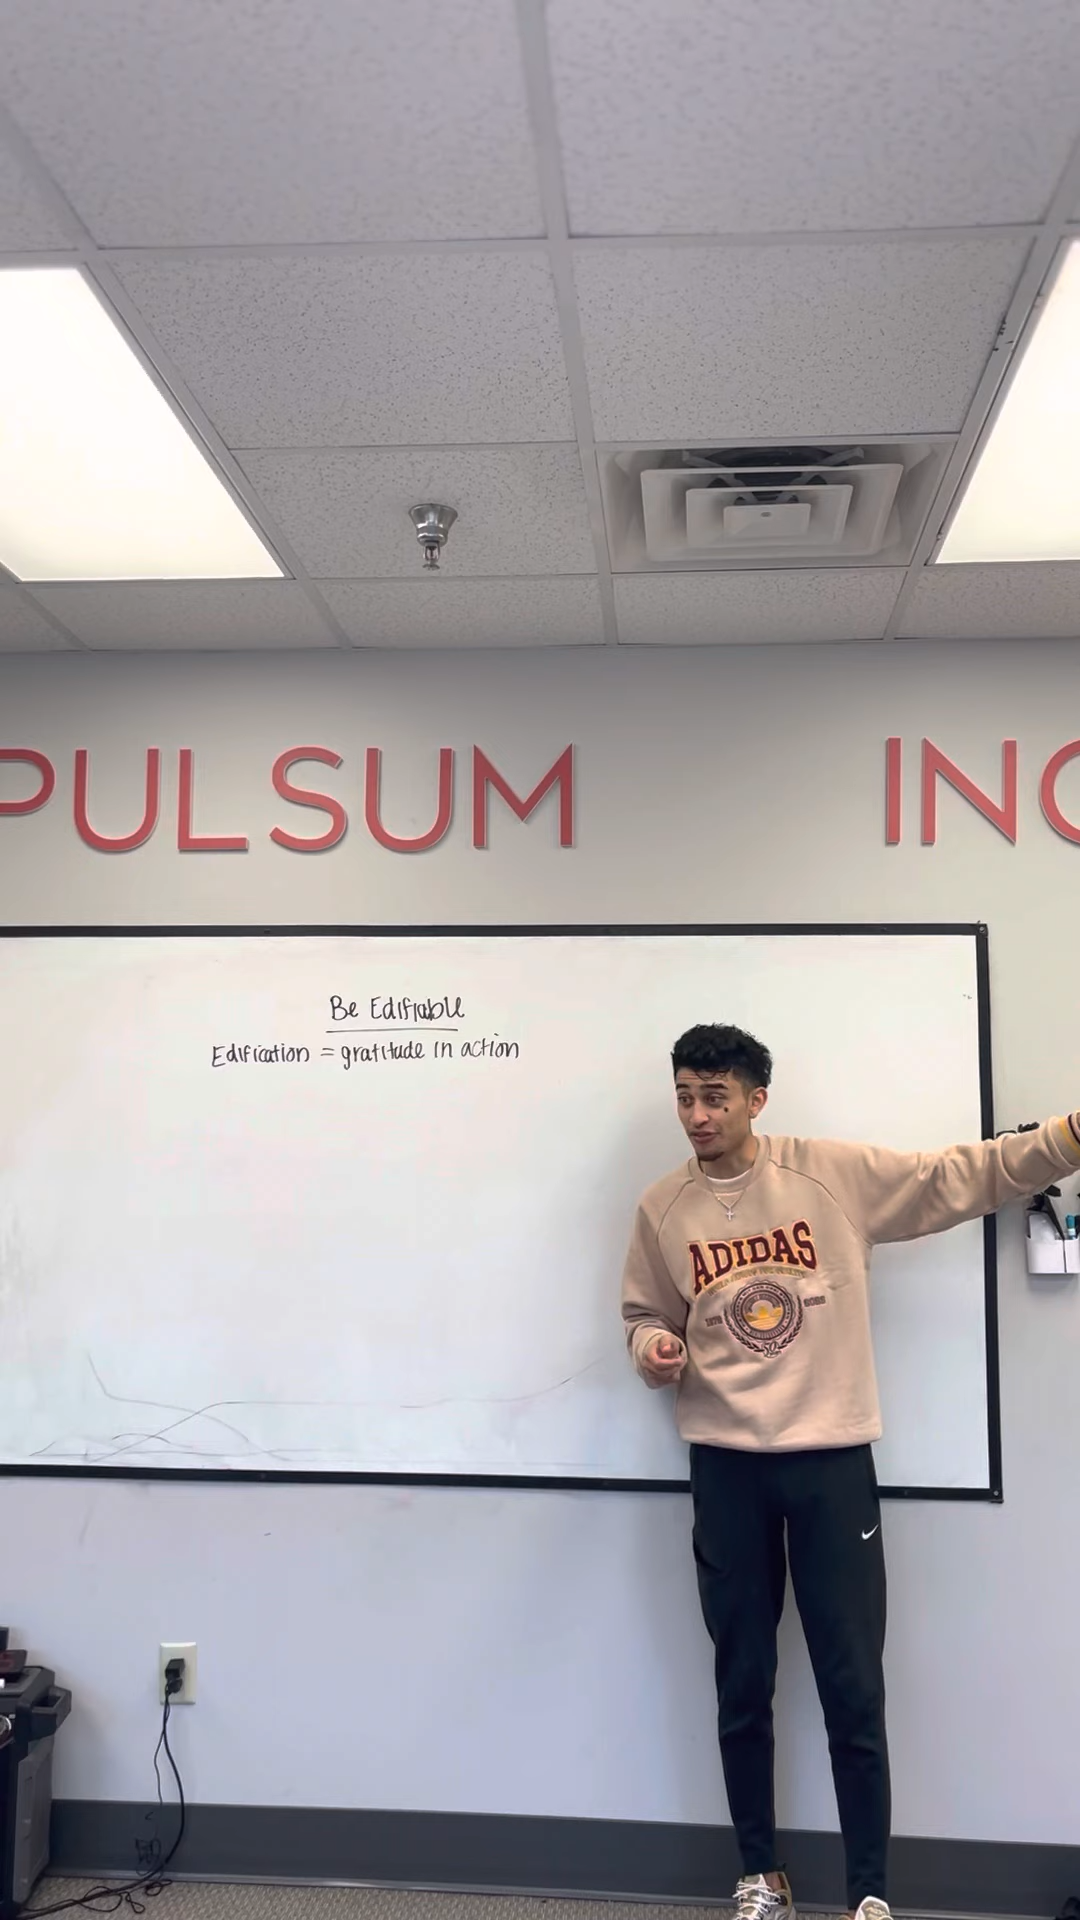 PULSUM INC
Be Edifiable
Edification = gratitude in action
ADIDAS